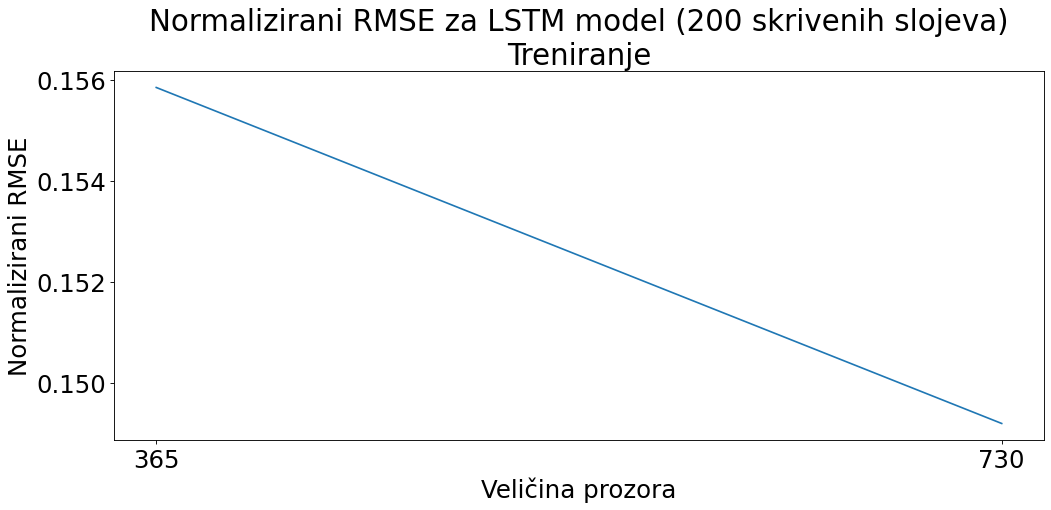 Normalizirani RMSE za LSTM model (200 skrivenih slojeva)
Treniranje
Normalizirani RMSE
0.156
0.154
0.152
0.150
365
730
Veličina prozora